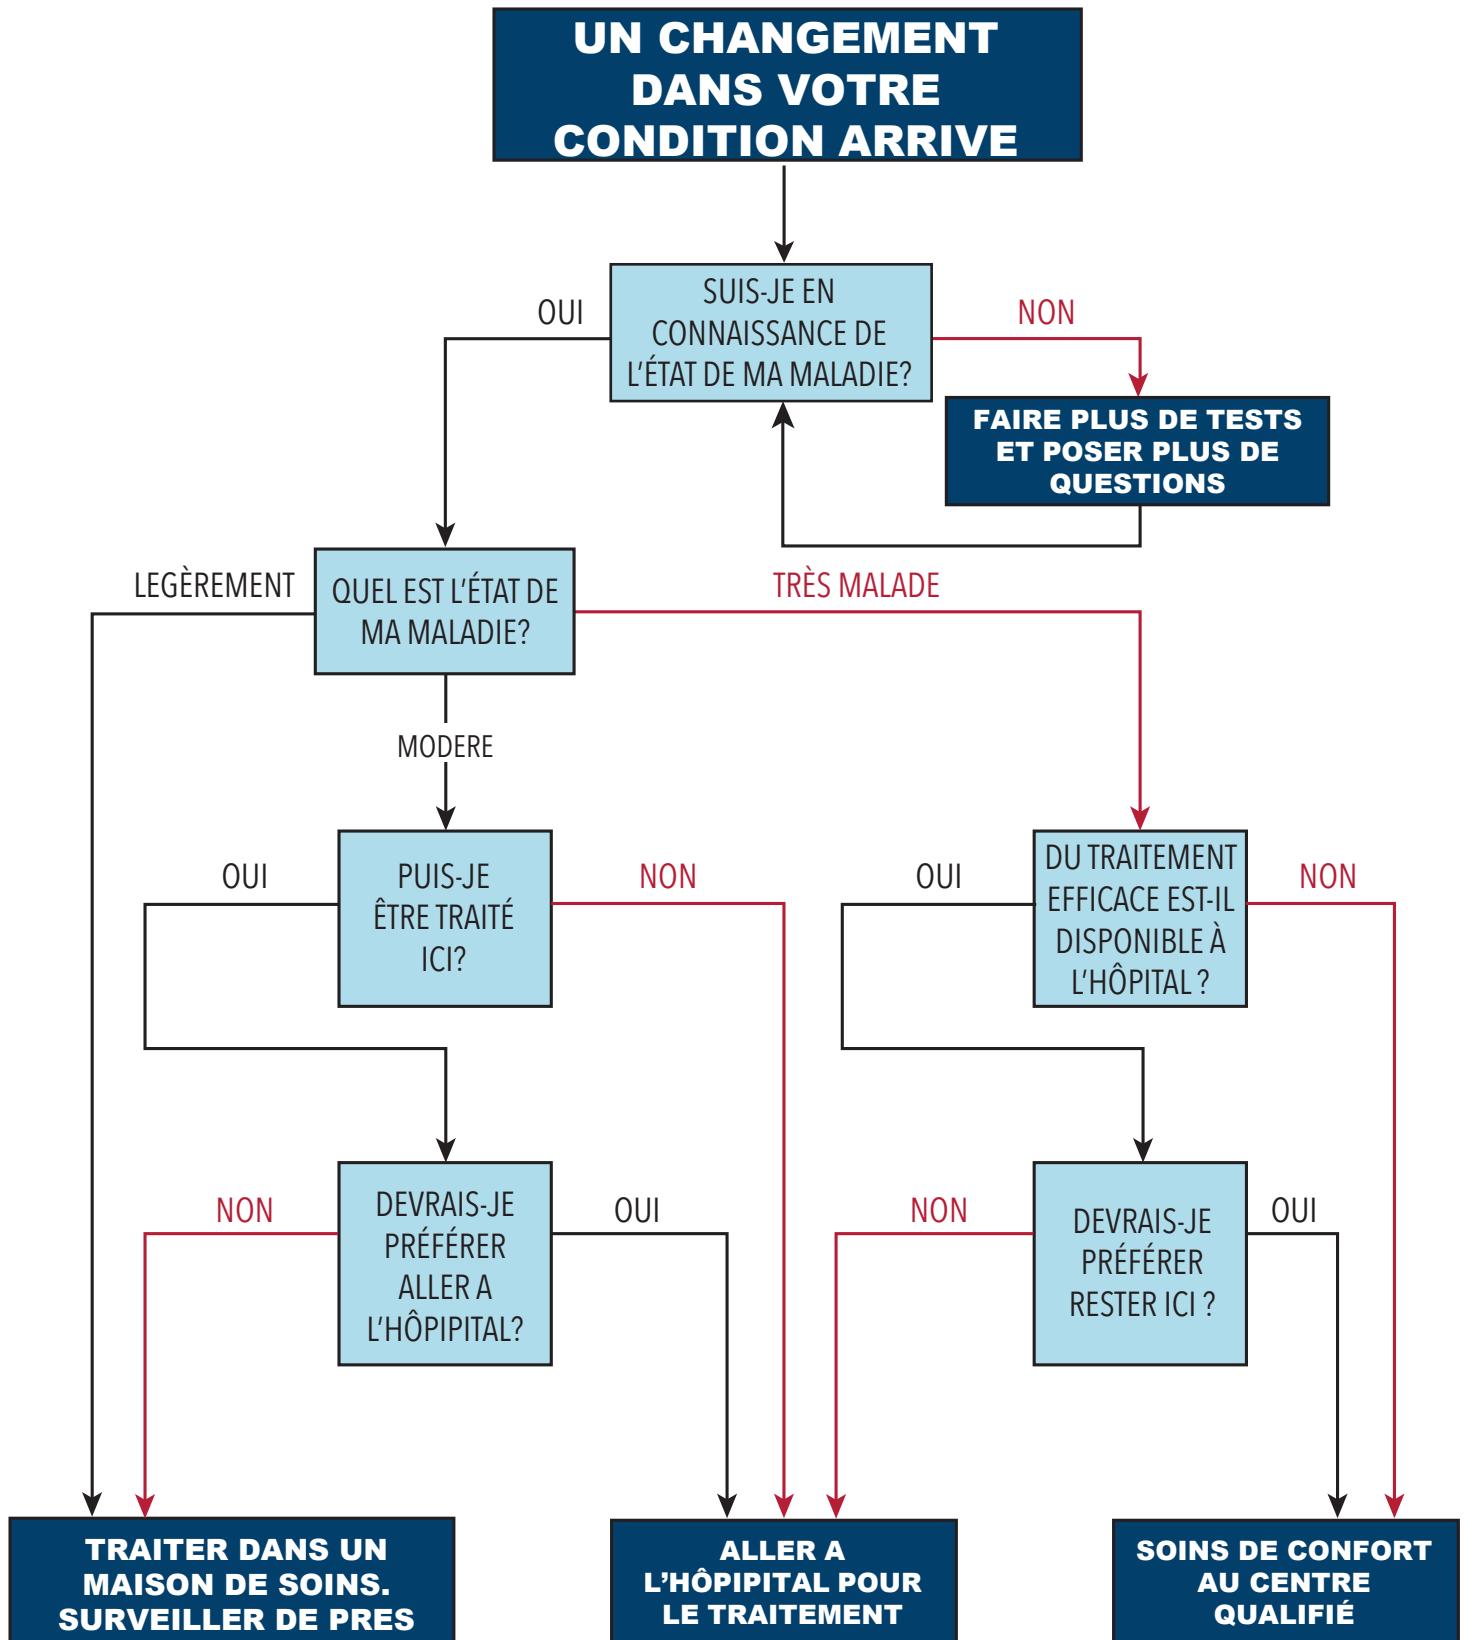 UN CHANGEMENT
DANS VOTRE
CONDITION ARRIVE
SUIS-JE EN
CONNAISSANCE DE
L'ÉTAT DE MA MALADIE?
OUI
NON
FAIRE PLUS DE TESTS
ET POSER PLUS DE
QUESTIONS
LEGÈREMENT
QUEL EST L'ÉTAT DE
MA MALADIE?
TRÈS MALADE
MODERE
OUI
PUIS-JE
ÊTRE TRAITÉ
ICI?
NON
OUI
DU TRAITEMENT
EFFICACE EST-IL
DISPONIBLE À
L'HÔPITAL ?
NON
NON
DEVRAIS-JE
PRÉFÉRER
ALLER A
L'HÔPIPITAL?
OUI
NON
DEVRAIS-JE
PRÉFÉRER
RESTER ICI ?
OUI
TRAITER DANS UN
MAISON DE SOINS.
SURVEILLER DE PRES
ALLER A
L'HÔPIPITAL POUR
LE TRAITEMENT
SOINS DE CONFORT
AU CENTRE
QUALIFIÉ